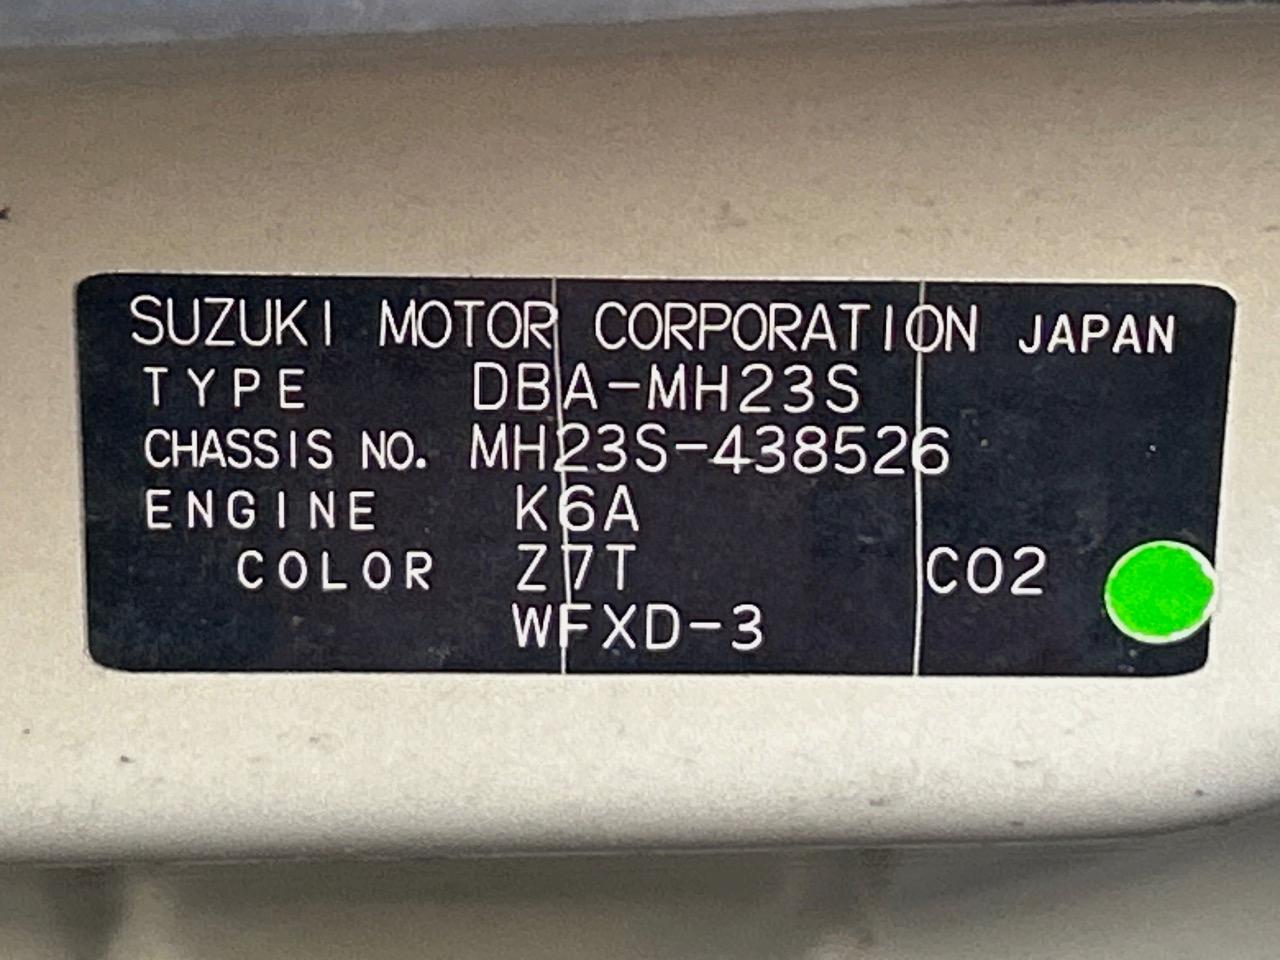 SUZUKI MOTOR CORPORATION JAPAN
TYPE DBA-MH23S
CHASSIS NO. MH23S-438526
ENGINE K6A
COLOR Z7T C02
WFXD-3